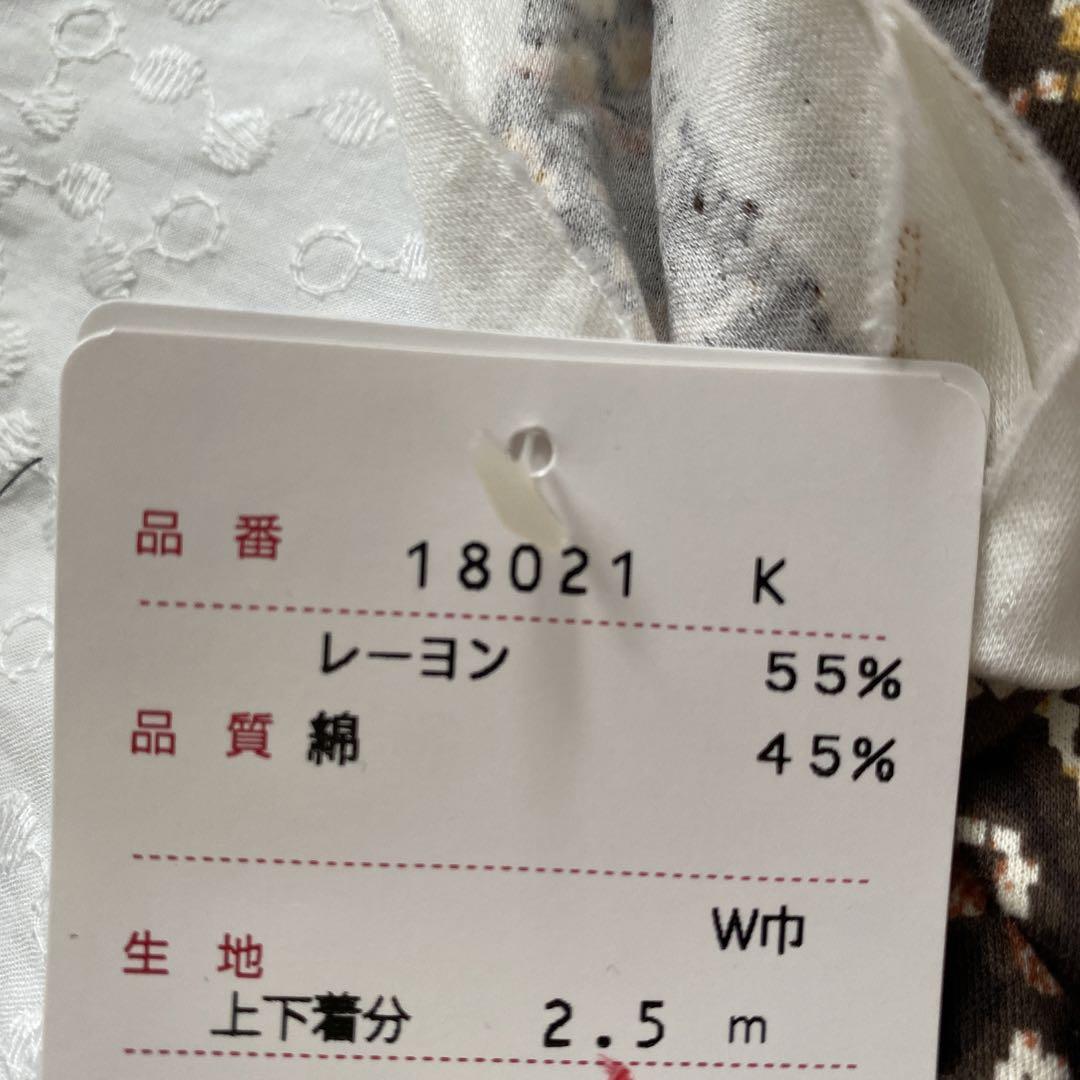 品番 18021 K
レーヨン 55%
品質 綿 45%
W巾
生地
上下着分 2.5 m